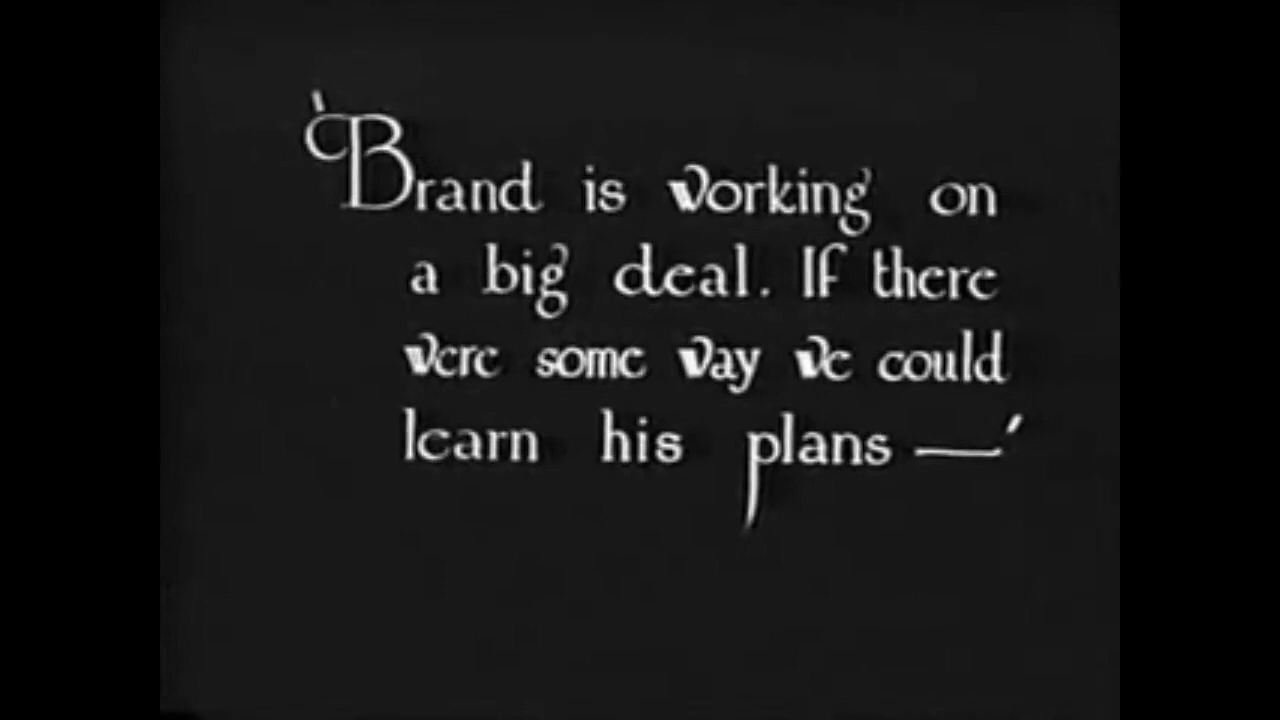 'Brand is working on
a big deal. If there
were some way we could
learn his plans —'